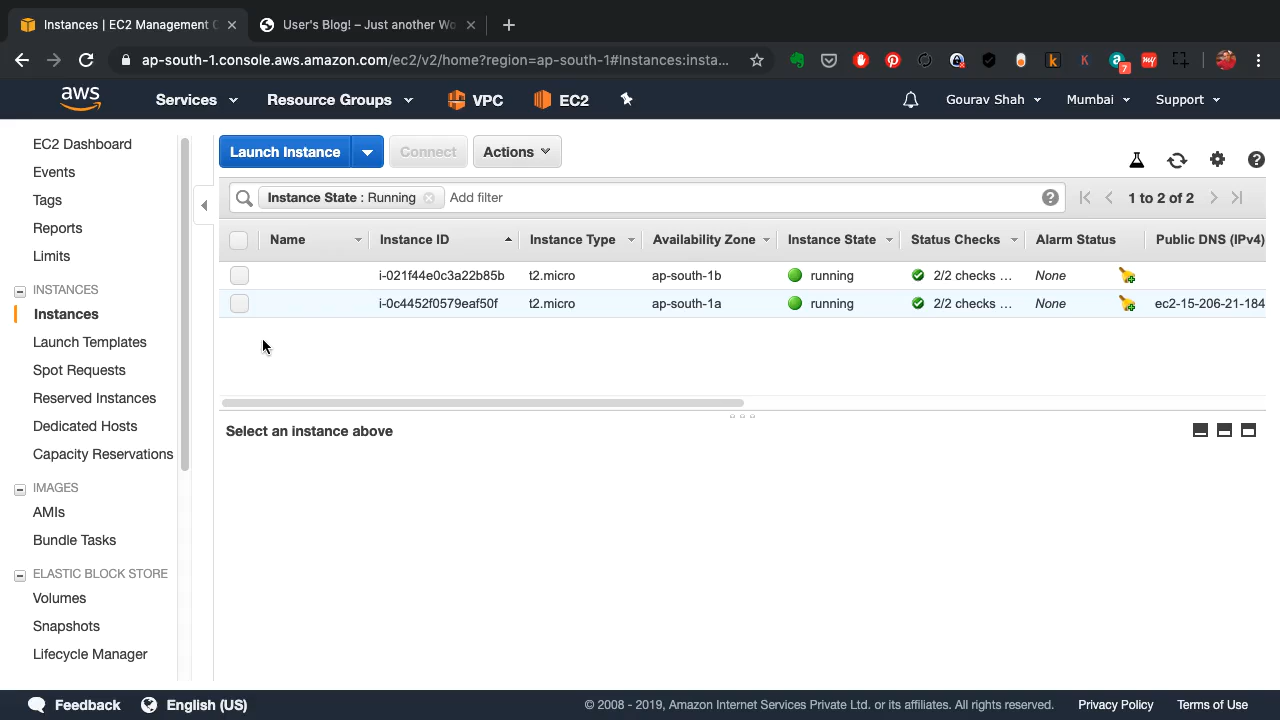 Instances | EC2 Management C
User's Blog! – Just another Wo
ap-south-1.console.aws.amazon.com/ec2/v2/home?region=ap-south-1#Instances:insta...
7
aws Services Resource Groups VPC EC2 Gourav Shah Mumbai Support
EC2 Dashboard
Events
Tags
Reports
Limits
INSTANCES
Instances
Launch Templates
Spot Requests
Reserved Instances
Dedicated Hosts
Capacity Reservations
IMAGES
AMIs
Bundle Tasks
ELASTIC BLOCK STORE
Volumes
Snapshots
Lifecycle Manager
Launch Instance Connect Actions
Instance State : Running Add filter 1 to 2 of 2
Name Instance ID Instance Type Availability Zone Instance State Status Checks Alarm Status Public DNS (IPv4)
i-021f44e0c3a22b85b t2.micro ap-south-1b running 2/2 checks ... None
i-0c4452f0579eaf50f t2.micro ap-south-1a running 2/2 checks ... None ec2-15-206-21-184
Select an instance above
Feedback English (US) © 2008 - 2019, Amazon Internet Services Private Ltd. or its affiliates. All rights reserved. Privacy Policy Terms of Use